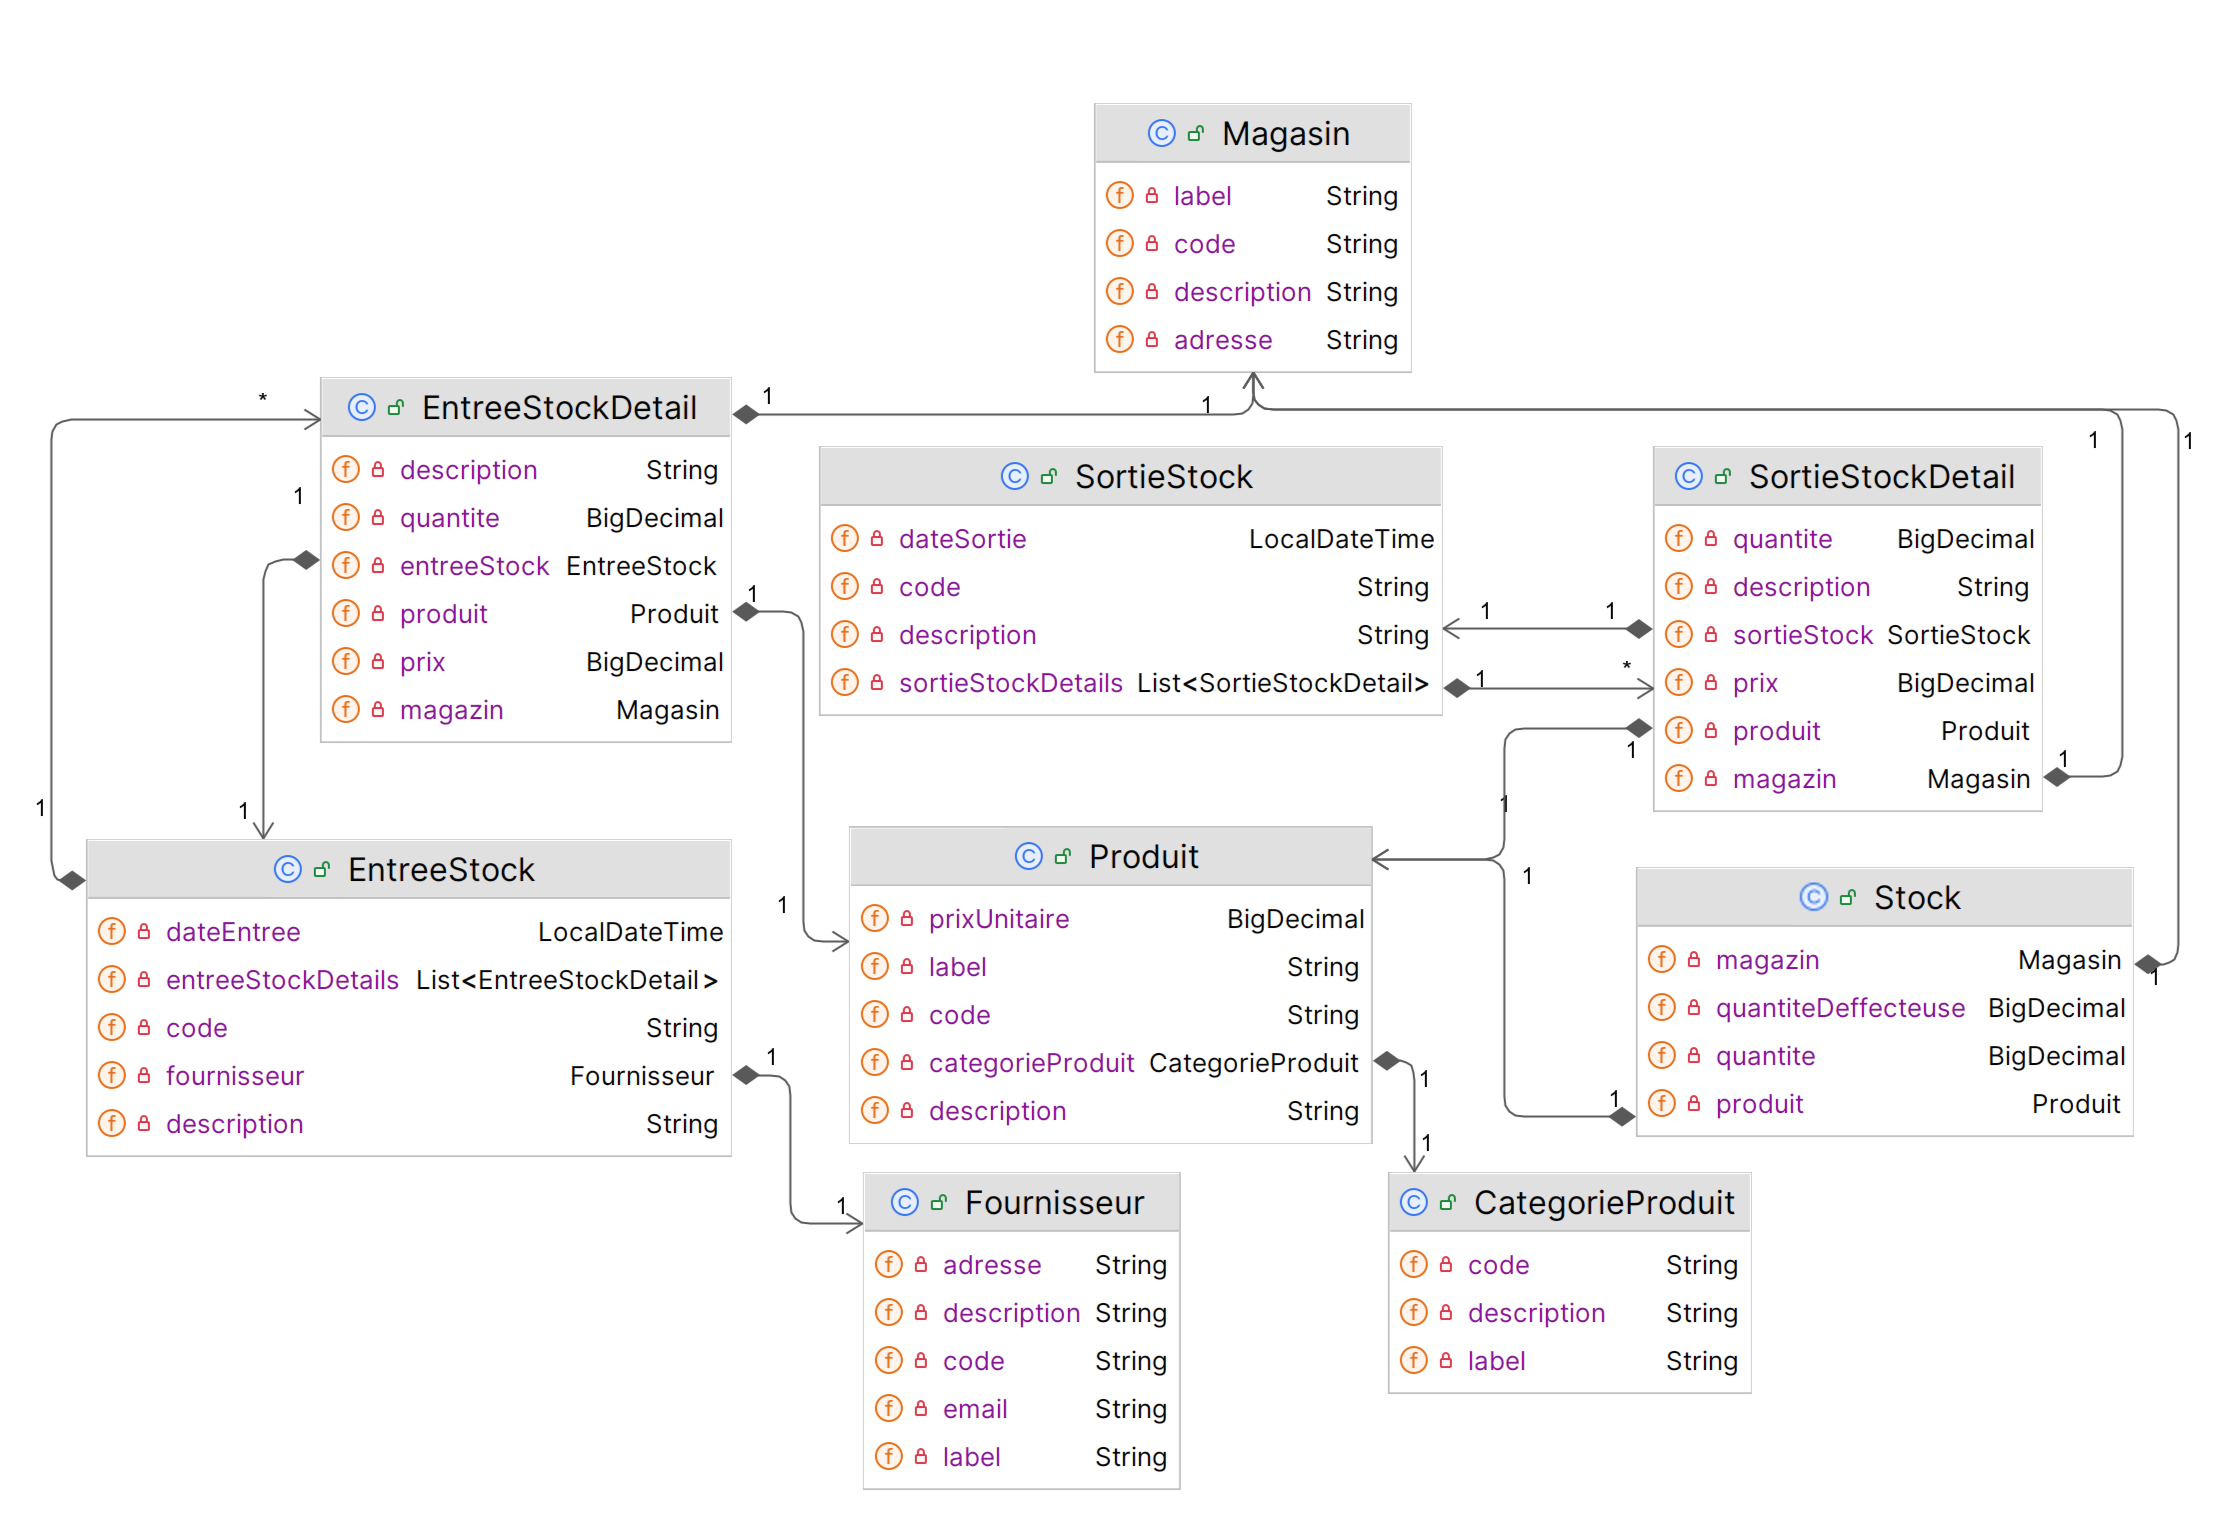 Magasin
label String
code String
description String
adresse String
EntreeStockDetail
description String
quantite BigDecimal
entreeStock EntreeStock
produit Produit
prix BigDecimal
magazin Magasin
SortieStock
dateSortie LocalDateTime
code String
description String
sortieStockDetails List<SortieStockDetail>
SortieStockDetail
quantite BigDecimal
description String
sortieStock SortieStock
prix BigDecimal
produit Produit
magazin Magasin
EntreeStock
dateEntree LocalDateTime
entreeStockDetails List<EntreeStockDetail>
code String
fournisseur Fournisseur
description String
Produit
prixUnitaire BigDecimal
label String
code String
categorieProduit CategorieProduit
description String
Stock
magazin Magasin
quantiteDeffecteuse BigDecimal
quantite BigDecimal
produit Produit
Fournisseur
adresse String
description String
code String
email String
label String
CategorieProduit
code String
description String
label String
*
1
1
1
1
1
1
1
1
1
1
1
*
1
1
1
1
1
1
1
1
1
1
1
1